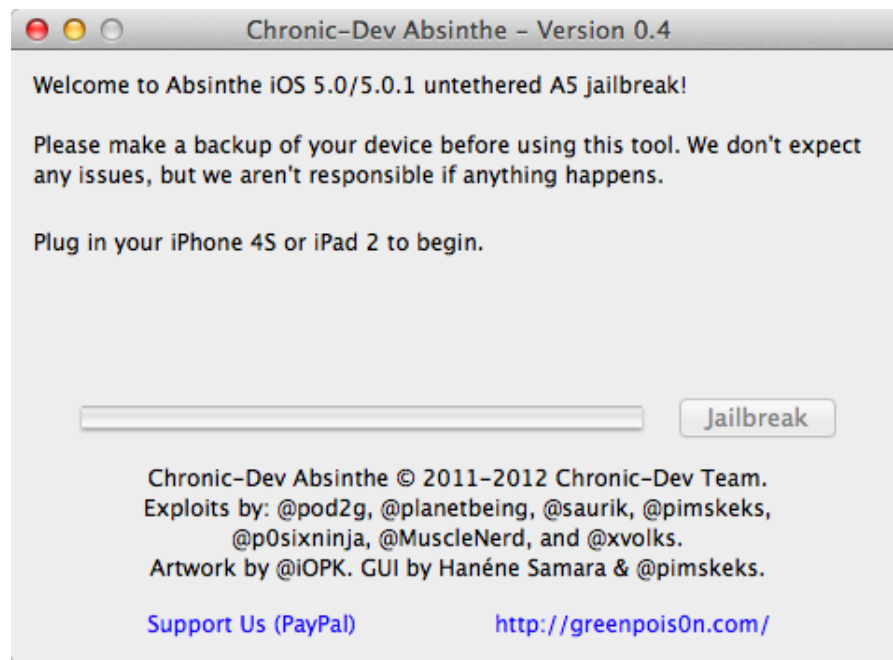 Chronic-Dev Absinthe – Version 0.4
Welcome to Absinthe iOS 5.0/5.0.1 untethered A5 jailbreak!
Please make a backup of your device before using this tool. We don't expect
any issues, but we aren't responsible if anything happens.
Plug in your iPhone 4S or iPad 2 to begin.
Jailbreak
Chronic-Dev Absinthe © 2011-2012 Chronic-Dev Team.
Exploits by: @pod2g, @planetbeing, @saurik, @pimskeks,
@p0sixninja, @MuscleNerd, and @xvolks.
Artwork by @iOPK. GUI by Hanéne Samara & @pimskeks.
Support Us (PayPal)
http://greenpois0n.com/